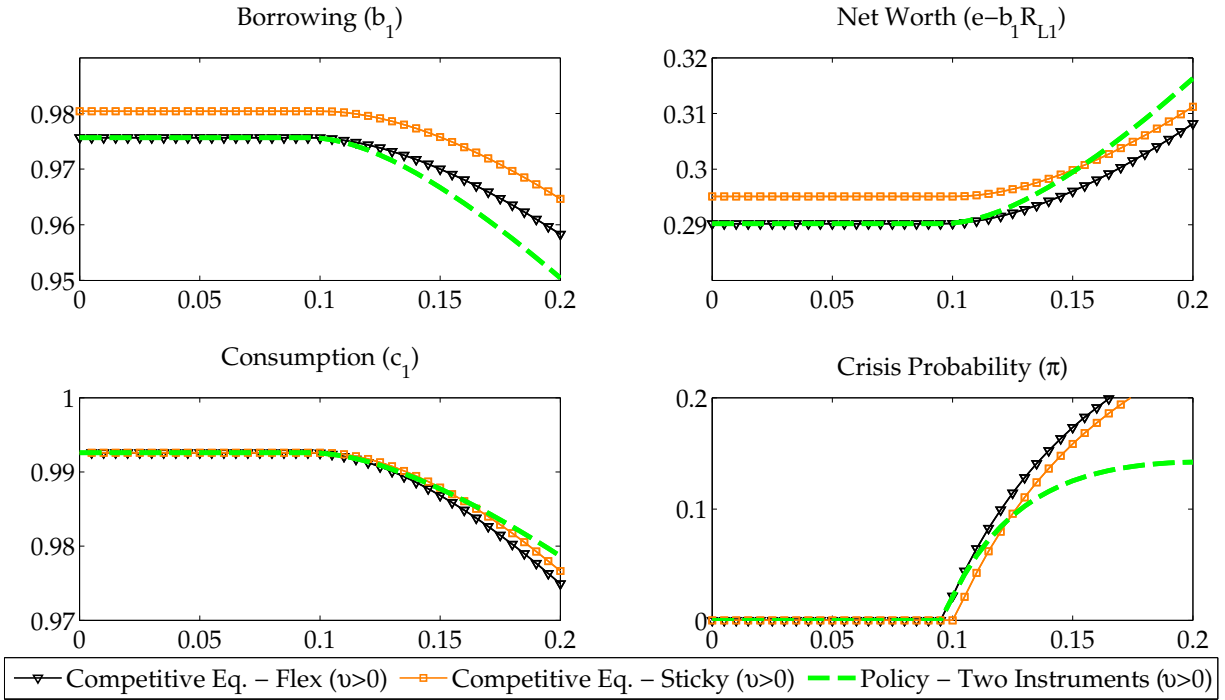 Borrowing (b₁)
Net Worth (e−b₁R_L1)
0.98
0.97
0.96
0.95
0 0.05 0.1 0.15 0.2
0.32
0.31
0.3
0.29
0 0.05 0.1 0.15 0.2
Consumption (c₁)
Crisis Probability (π)
1
0.99
0.98
0.97
0 0.05 0.1 0.15 0.2
0.2
0.1
0
0 0.05 0.1 0.15 0.2
Competitive Eq. − Flex (υ>0) Competitive Eq. − Sticky (υ>0) Policy − Two Instruments (υ>0)